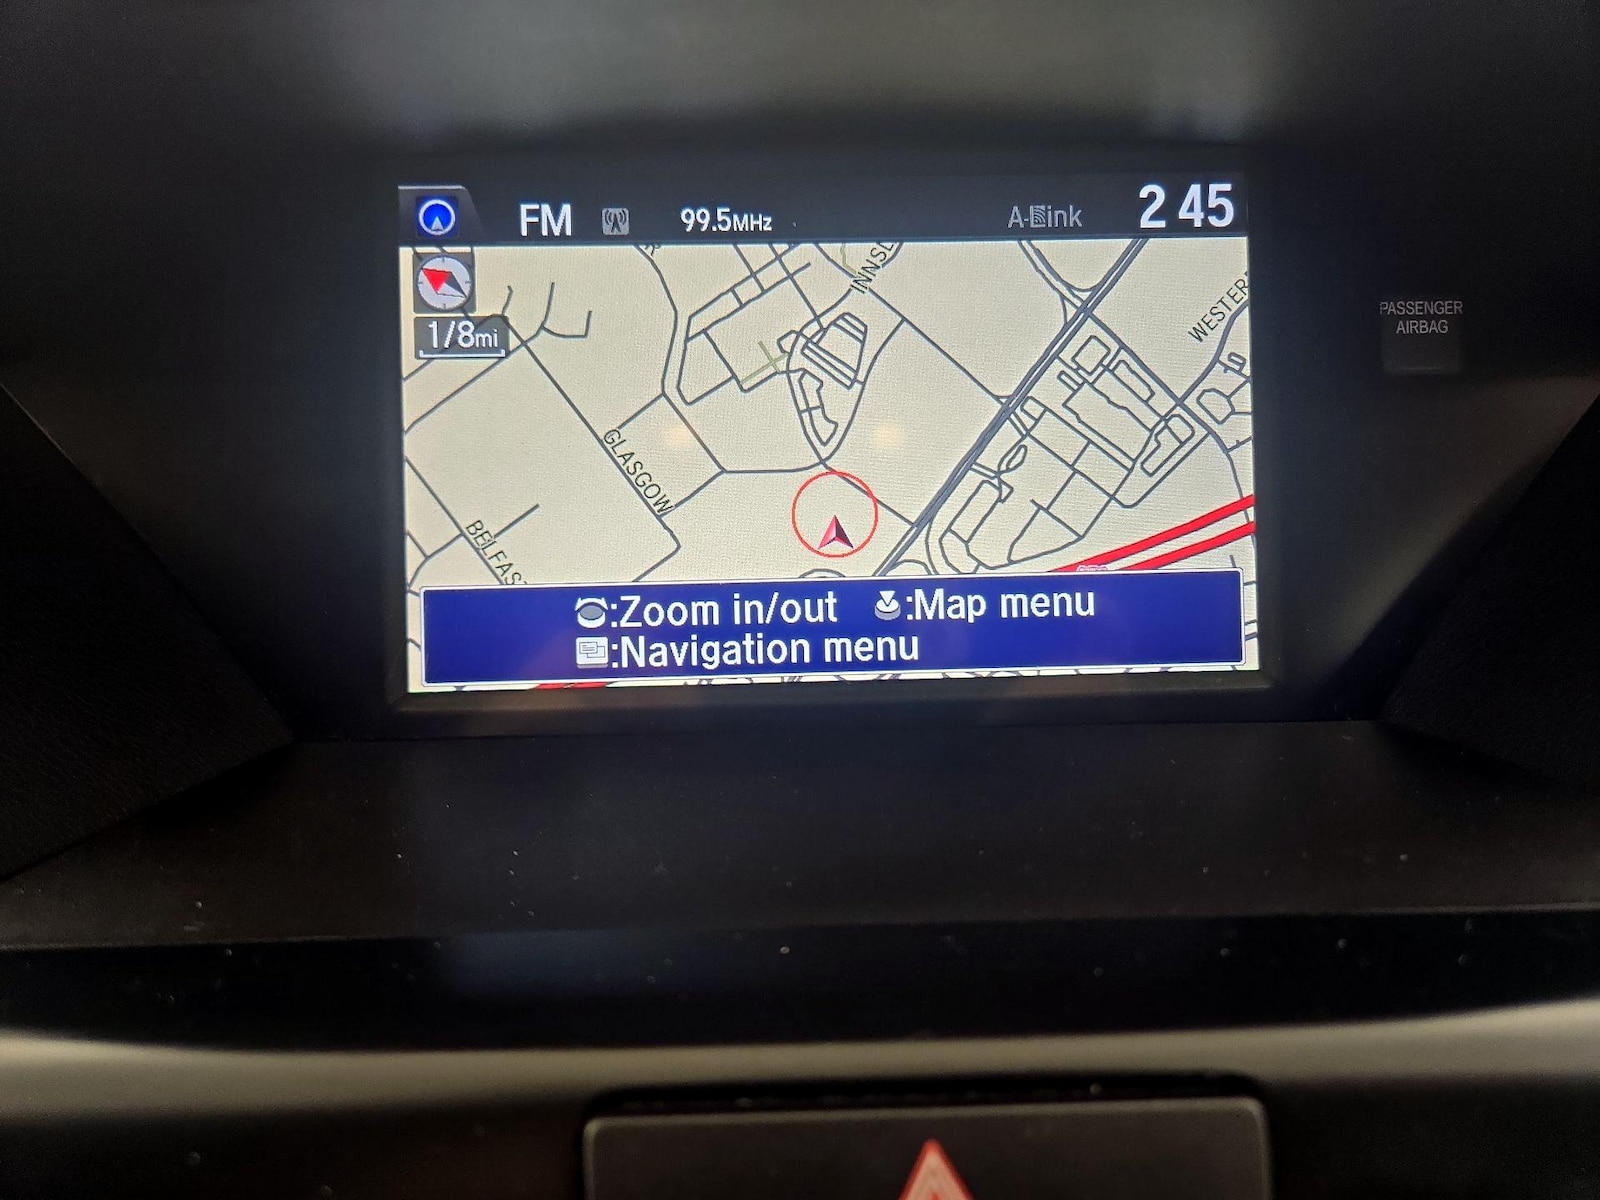 FM 99.5MHz A-Link 2 45
1/8mi
INNSL
WESTER
PASSENGER
AIRBAG
GLASGOW
BELFAS
:Zoom in/out :Map menu
:Navigation menu